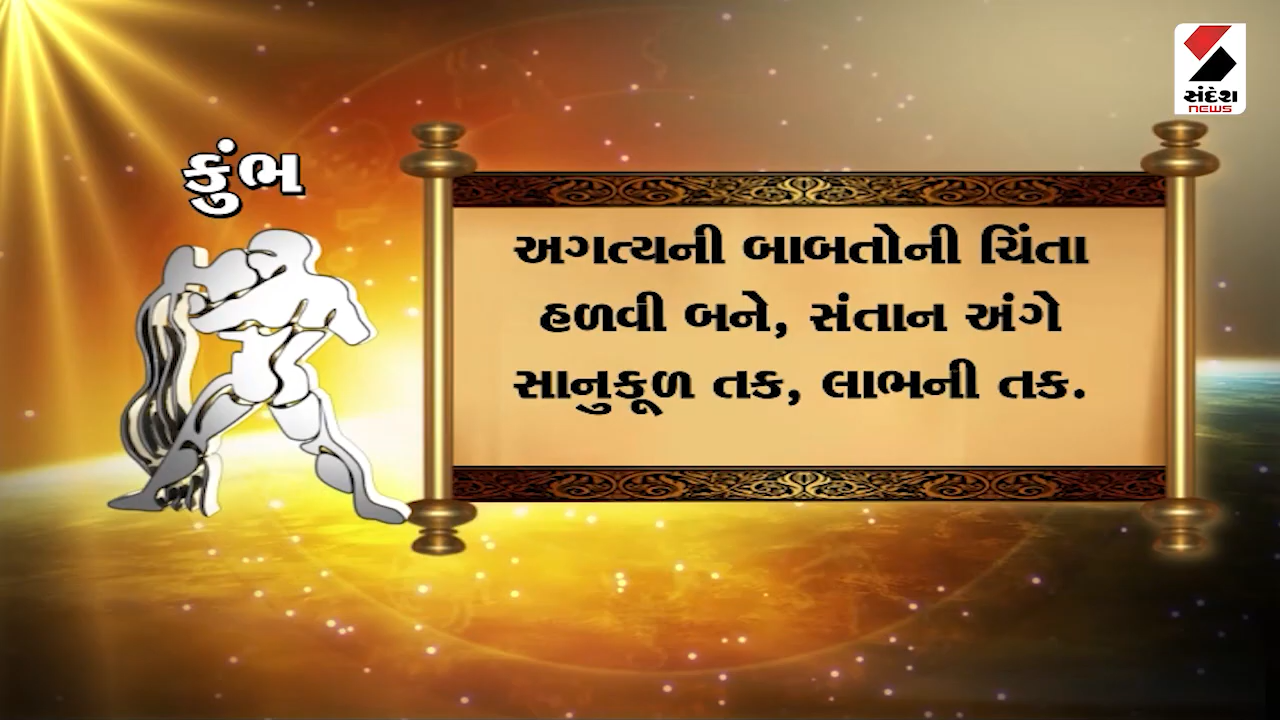 સંદેશ
NEWS
કુંભ
અગત્યની બાબતોની ચિંતા
હળવી બને, સંતાન અંગે
સાનુકૂળ તક, લાભની તક.